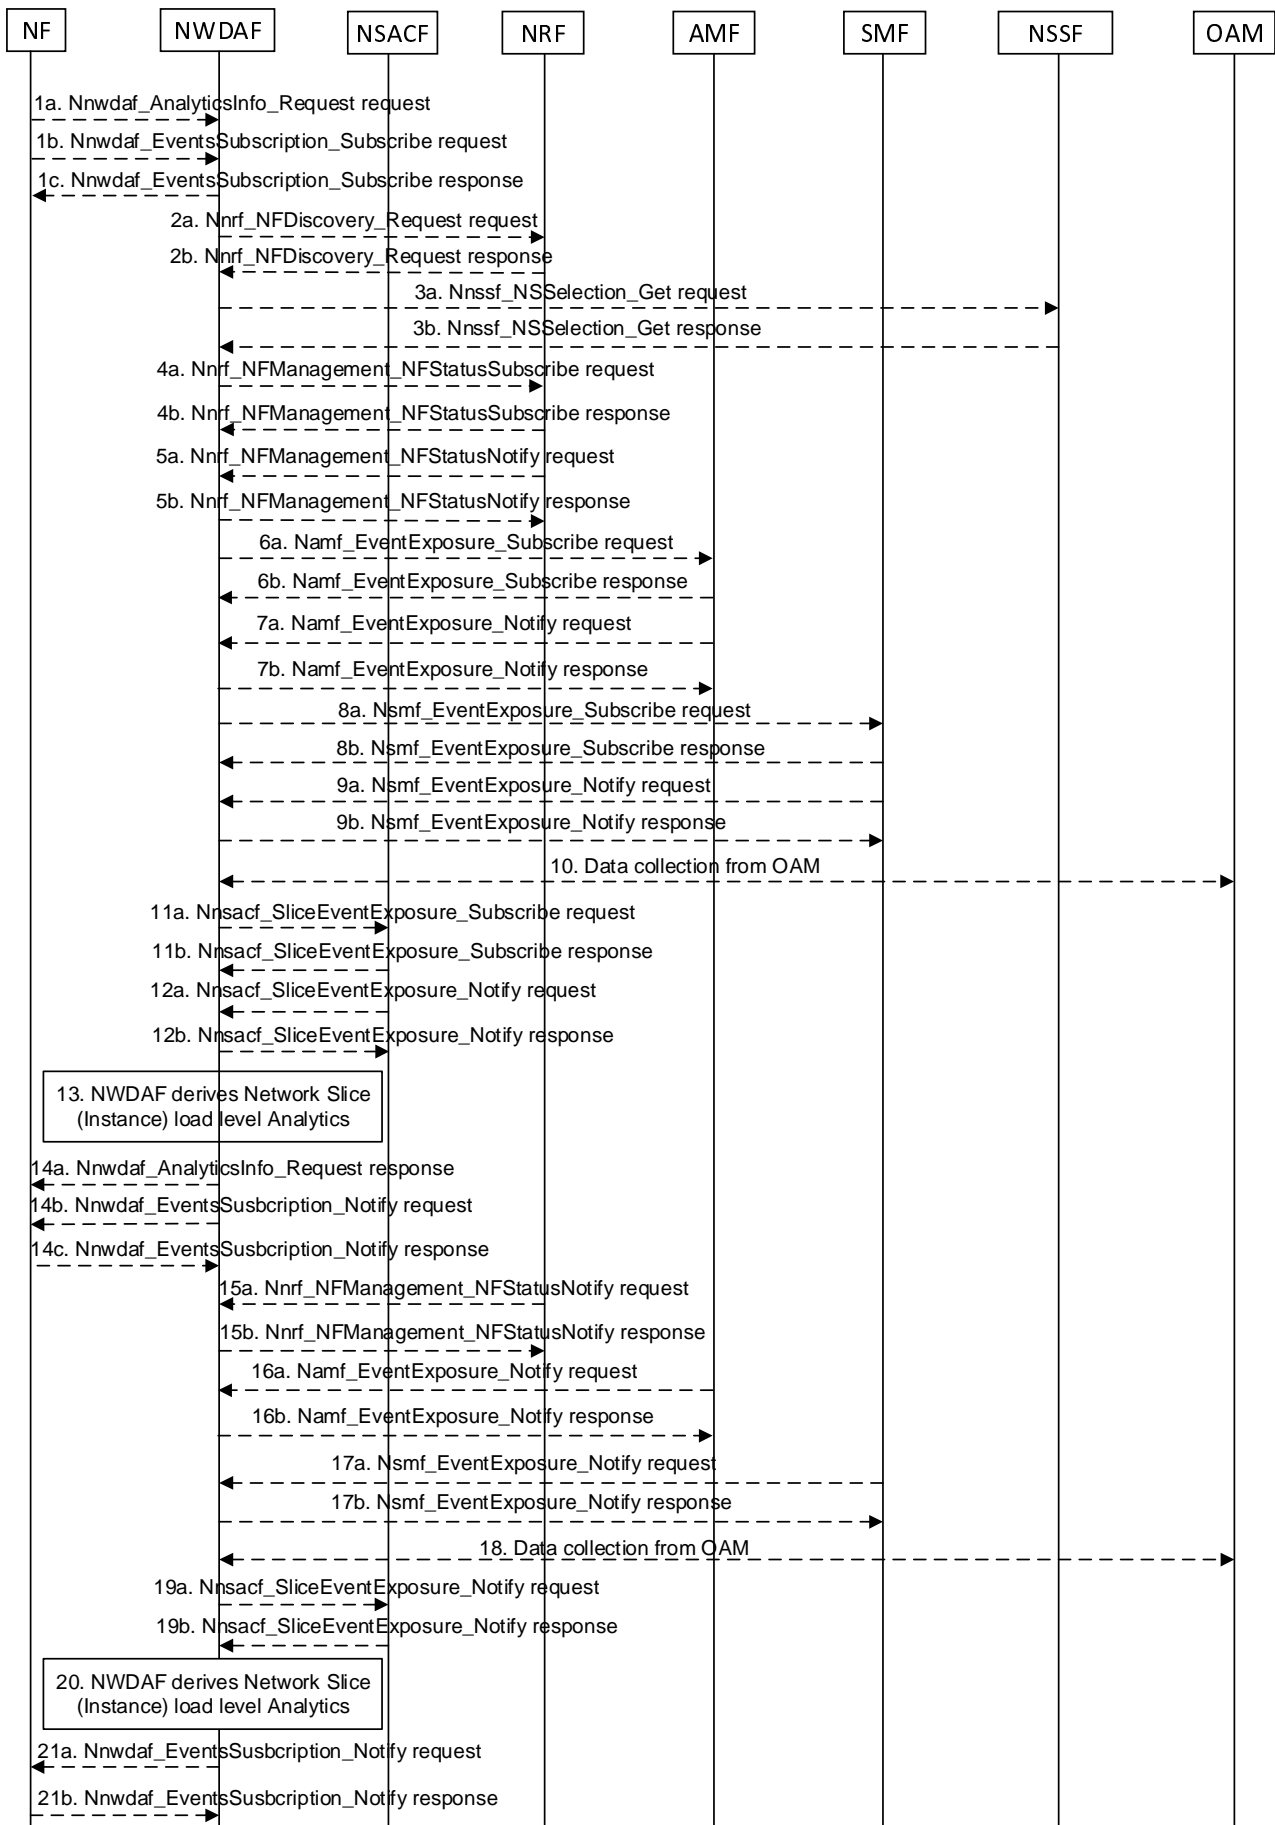 NF
NWDAF
NSACF
NRF
AMF
SMF
NSSF
OAM
1a. Nnwdaf_AnalyticsInfo_Request request
1b. Nnwdaf_EventsSubscription_Subscribe request
1c. Nnwdaf_EventsSubscription_Subscribe response
2a. Nnrf_NFDiscovery_Request request
2b. Nnrf_NFDiscovery_Request response
3a. Nnssf_NSSelection_Get request
3b. Nnssf_NSSelection_Get response
4a. Nnrf_NFManagement_NFStatusSubscribe request
4b. Nnrf_NFManagement_NFStatusSubscribe response
5a. Nnrf_NFManagement_NFStatusNotify request
5b. Nnrf_NFManagement_NFStatusNotify response
6a. Namf_EventExposure_Subscribe request
6b. Namf_EventExposure_Subscribe response
7a. Namf_EventExposure_Notify request
7b. Namf_EventExposure_Notify response
8a. Nsmf_EventExposure_Subscribe request
8b. Nsmf_EventExposure_Subscribe response
9a. Nsmf_EventExposure_Notify request
9b. Nsmf_EventExposure_Notify response
10. Data collection from OAM
11a. Nnsacf_SliceEventExposure_Subscribe request
11b. Nnsacf_SliceEventExposure_Subscribe response
12a. Nnsacf_SliceEventExposure_Notify request
12b. Nnsacf_SliceEventExposure_Notify response
13. NWDAF derives Network Slice
(Instance) load level Analytics
14a. Nnwdaf_AnalyticsInfo_Request response
14b. Nnwdaf_EventsSusbcription_Notify request
14c. Nnwdaf_EventsSusbcription_Notify response
15a. Nnrf_NFManagement_NFStatusNotify request
15b. Nnrf_NFManagement_NFStatusNotify response
16a. Namf_EventExposure_Notify request
16b. Namf_EventExposure_Notify response
17a. Nsmf_EventExposure_Notify request
17b. Nsmf_EventExposure_Notify response
18. Data collection from OAM
19a. Nnsacf_SliceEventExposure_Notify request
19b. Nnsacf_SliceEventExposure_Notify response
20. NWDAF derives Network Slice
(Instance) load level Analytics
21a. Nnwdaf_EventsSusbcription_Notify request
21b. Nnwdaf_EventsSusbcription_Notify response